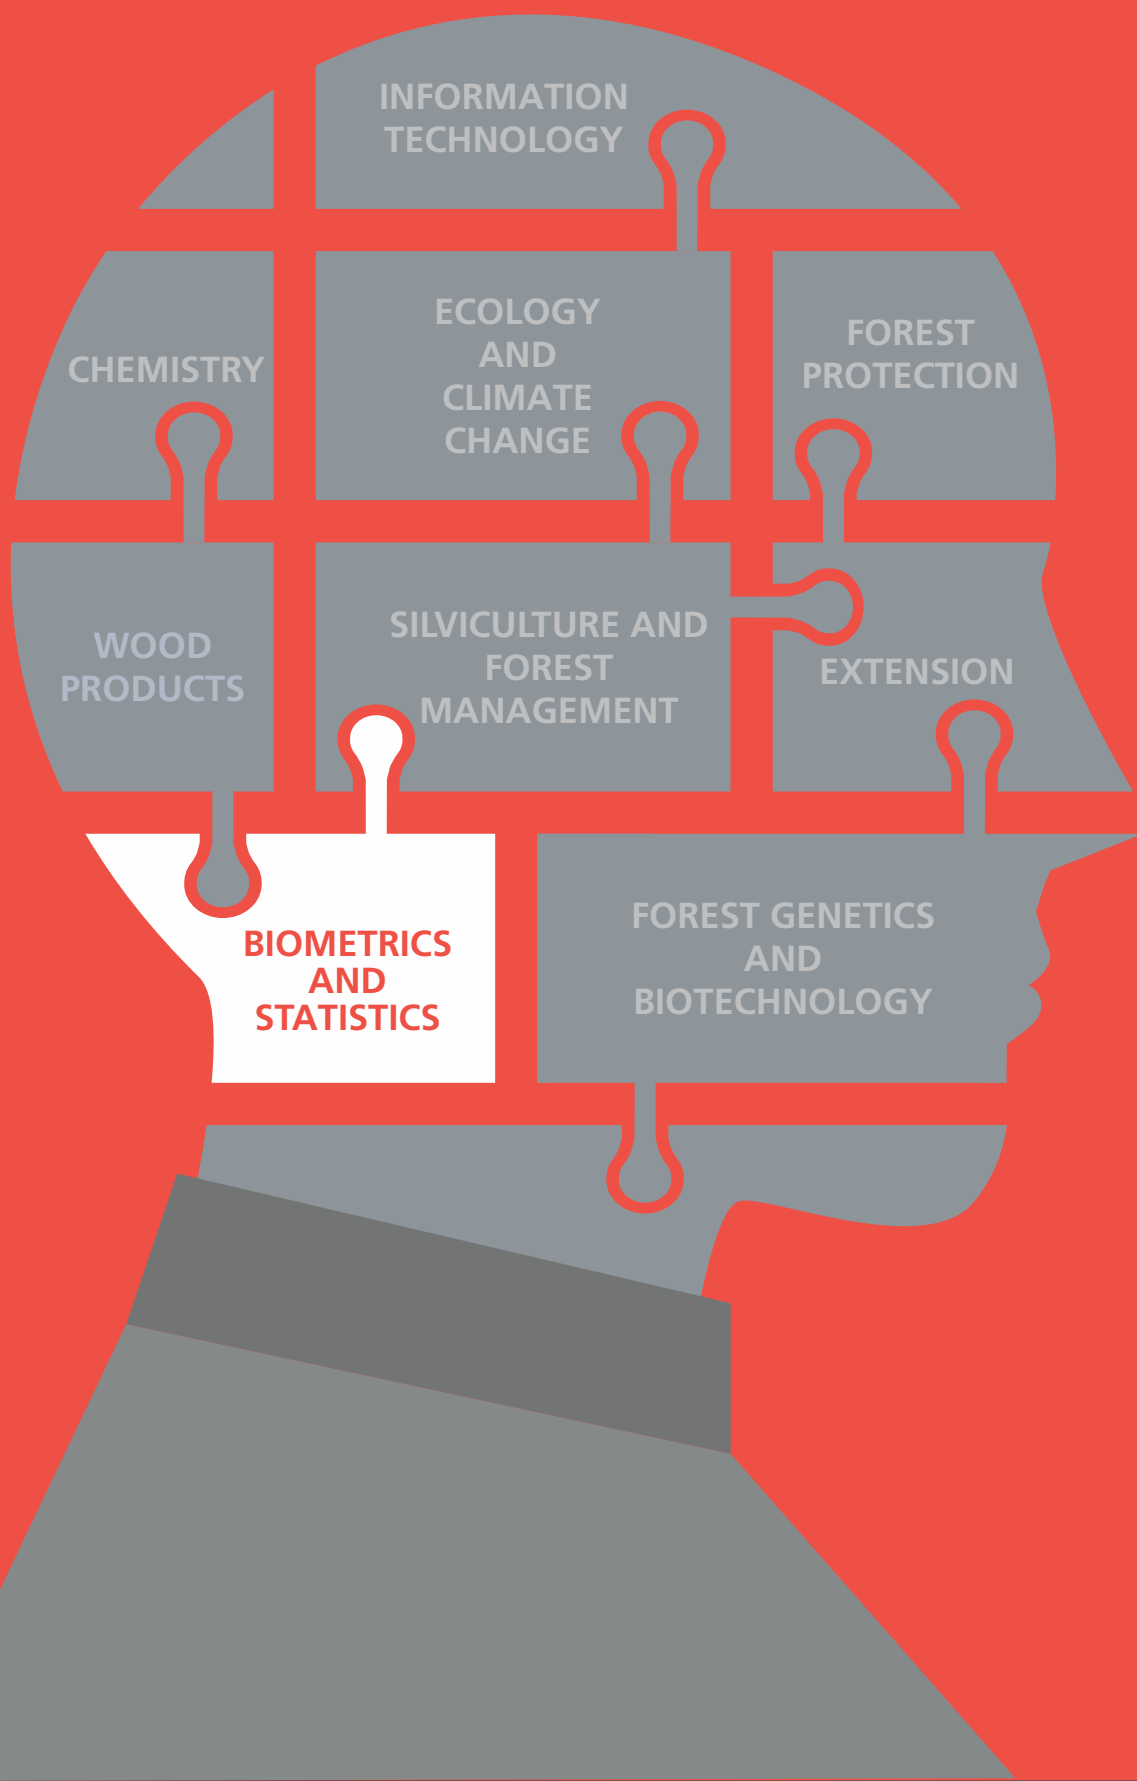 INFORMATION
TECHNOLOGY
CHEMISTRY
ECOLOGY
AND
CLIMATE
CHANGE
FOREST
PROTECTION
WOOD
PRODUCTS
SILVICULTURE AND
FOREST
MANAGEMENT
EXTENSION
BIOMETRICS
AND
STATISTICS
FOREST GENETICS
AND
BIOTECHNOLOGY